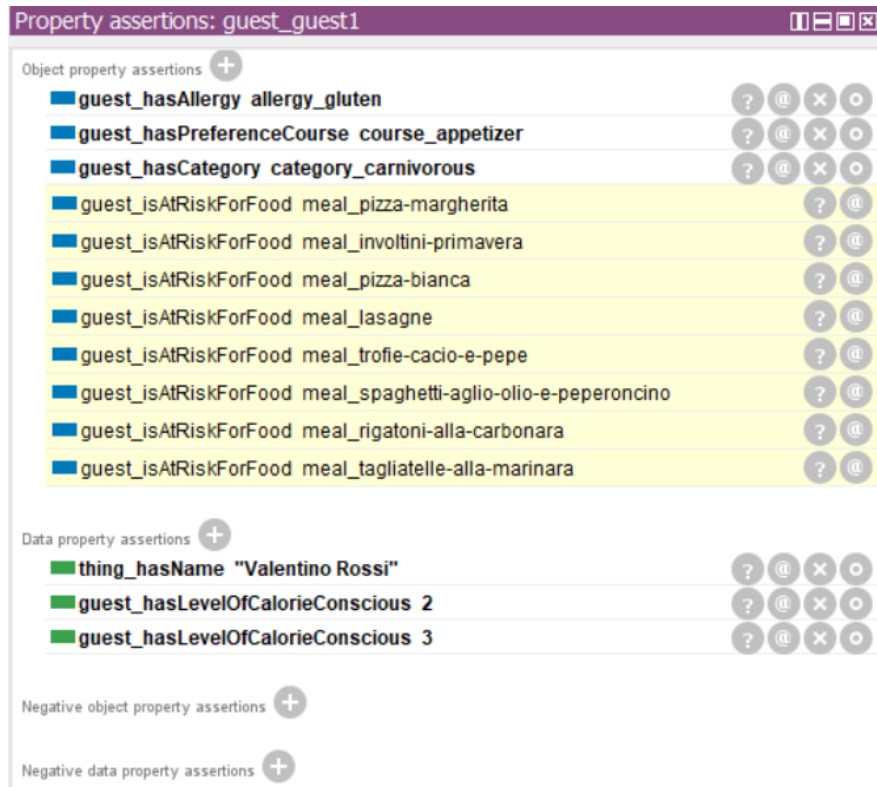 Property assertions: guest_guest1
Object property assertions
guest_hasAllergy allergy_gluten
guest_hasPreferenceCourse course_appetizer
guest_hasCategory category_carnivorous
guest_isAtRiskForFood meal_pizza-margherita
guest_isAtRiskForFood meal_involtini-primavera
guest_isAtRiskForFood meal_pizza-bianca
guest_isAtRiskForFood meal_lasagne
guest_isAtRiskForFood meal_trofie-cacio-e-pepe
guest_isAtRiskForFood meal_spaghetti-aglio-olio-e-peperoncino
guest_isAtRiskForFood meal_rigatoni-alla-carbonara
guest_isAtRiskForFood meal_tagliatelle-alla-marinara
Data property assertions
thing_hasName "Valentino Rossi"
guest_hasLevelOfCalorieConscious 2
guest_hasLevelOfCalorieConscious 3
Negative object property assertions
Negative data property assertions